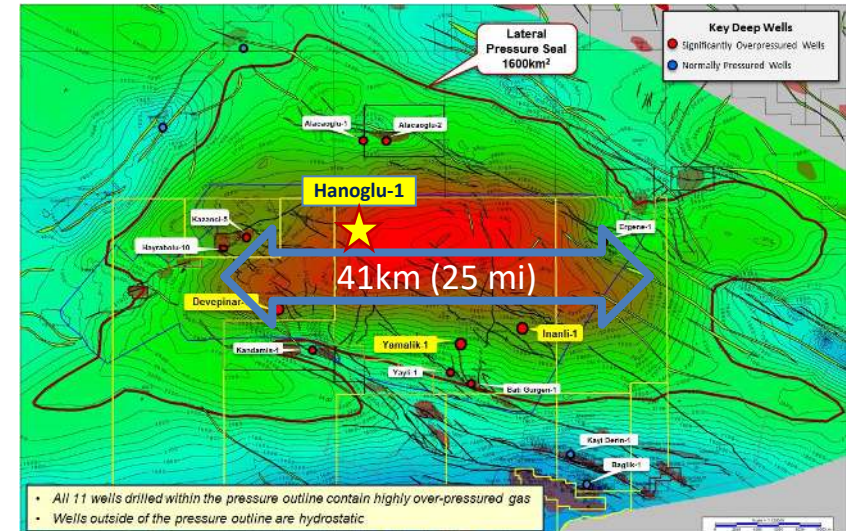 Lateral
Pressure Seal
1600km²
Key Deep Wells
Significantly Overpressured Wells
Normally Pressured Wells
Alacaoglu-1
Alacaoglu-2
Hanoglu-1
Kazanci-5
Ergene-1
Hayrabolu-10
41km (25 mi)
Devepinar-
Inanli-1
Yamalik-1
Kandamis-1
Yayli-1
Bati Gurgen-1
Kayi Derin-1
Baglik-1
• All 11 wells drilled within the pressure outline contain highly over-pressured gas
• Wells outside of the pressure outline are hydrostatic